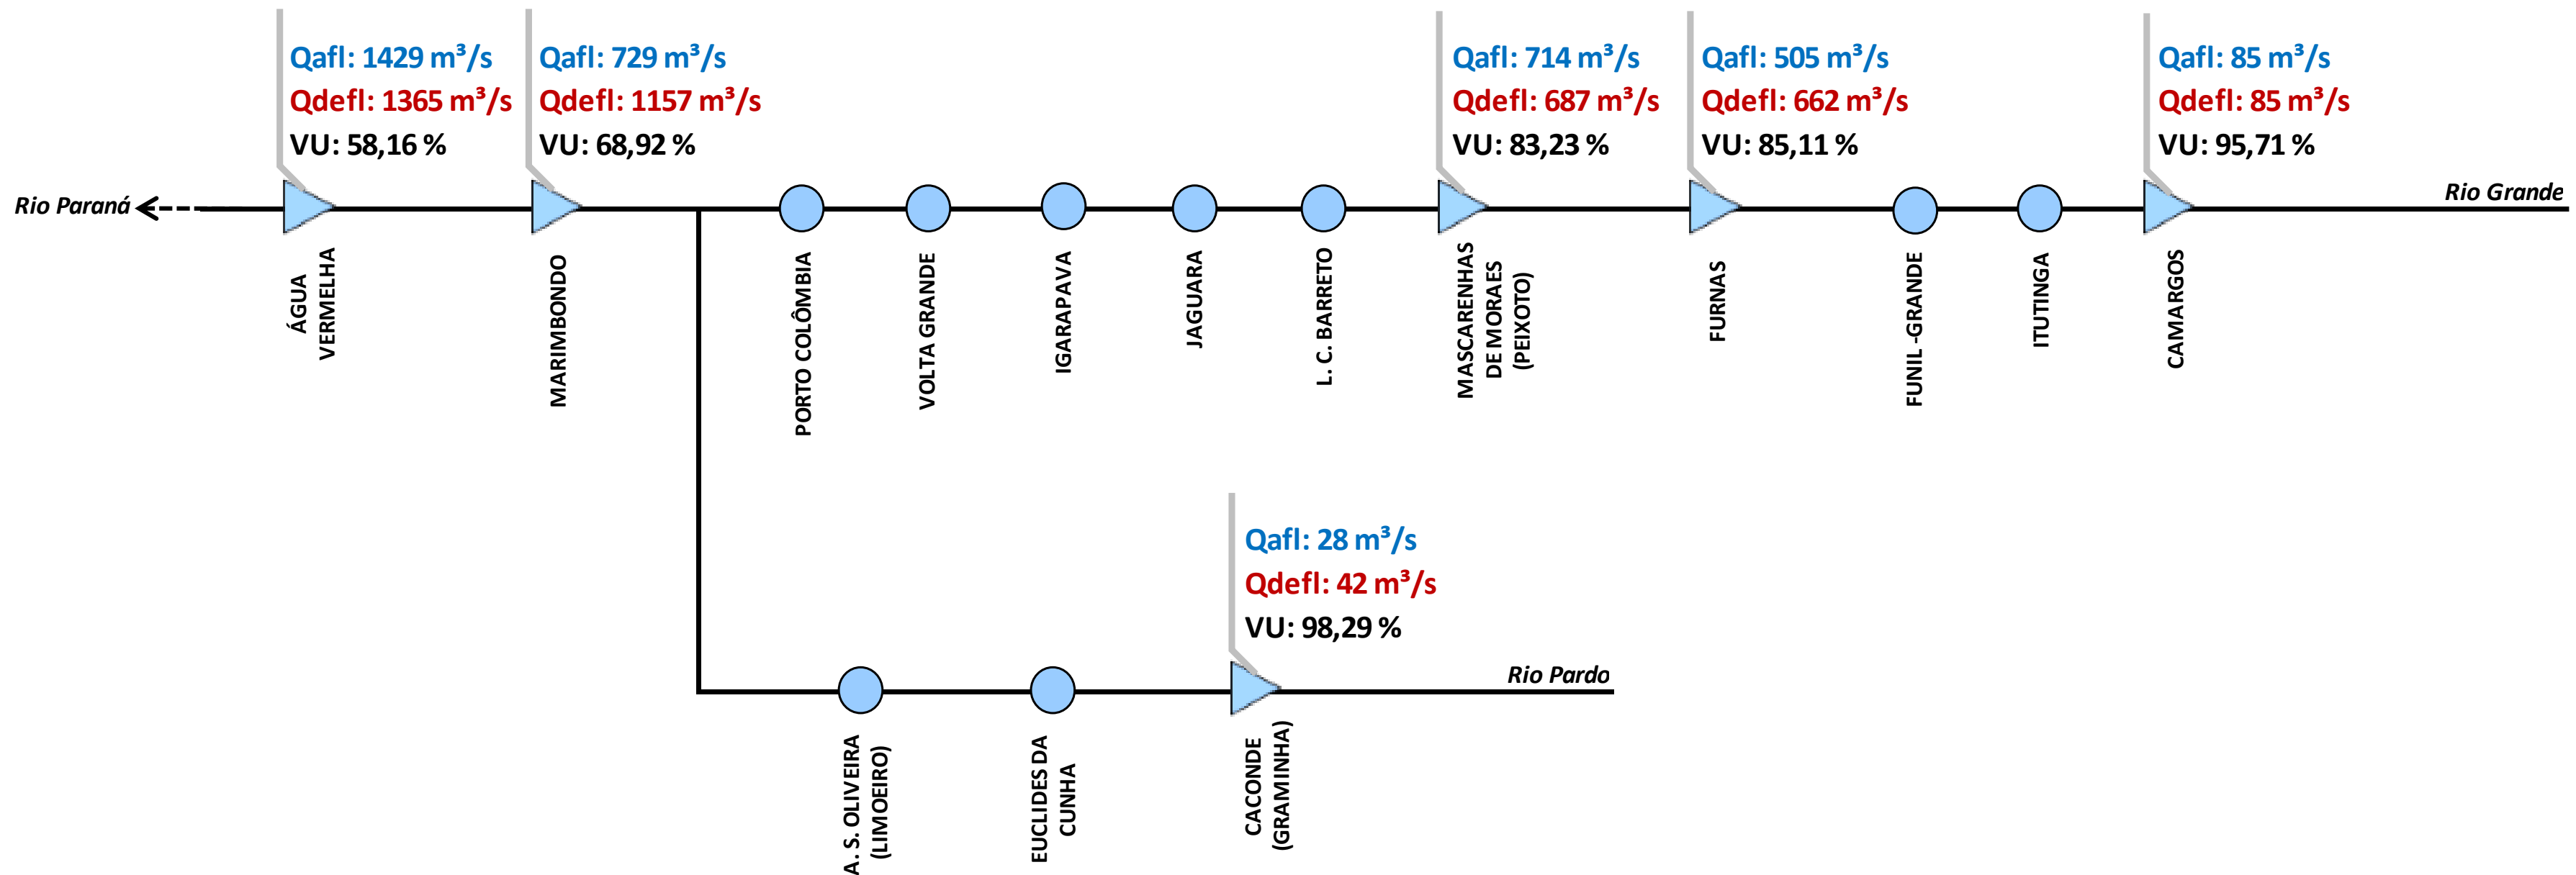 Qafl: 1429 m³/s
Qdefl: 1365 m³/s
VU: 58,16 %
Qafl: 729 m³/s
Qdefl: 1157 m³/s
VU: 68,92 %
Qafl: 714 m³/s
Qdefl: 687 m³/s
VU: 83,23 %
Qafl: 505 m³/s
Qdefl: 662 m³/s
VU: 85,11 %
Qafl: 85 m³/s
Qdefl: 85 m³/s
VU: 95,71 %
Rio Paraná
Rio Grande
ÁGUA
VERMELHA
MARIMBONDO
PORTO COLÔMBIA
VOLTA GRANDE
IGARAPAVA
JAGUARA
L. C. BARRETO
MASCARENHAS
DE MORAES
(PEIXOTO)
FURNAS
FUNIL -GRANDE
ITUTINGA
CAMARGOS
Qafl: 28 m³/s
Qdefl: 42 m³/s
VU: 98,29 %
Rio Pardo
A. S. OLIVEIRA
(LIMOEIRO)
EUCLIDES DA
CUNHA
CACONDE
(GRAMINHA)